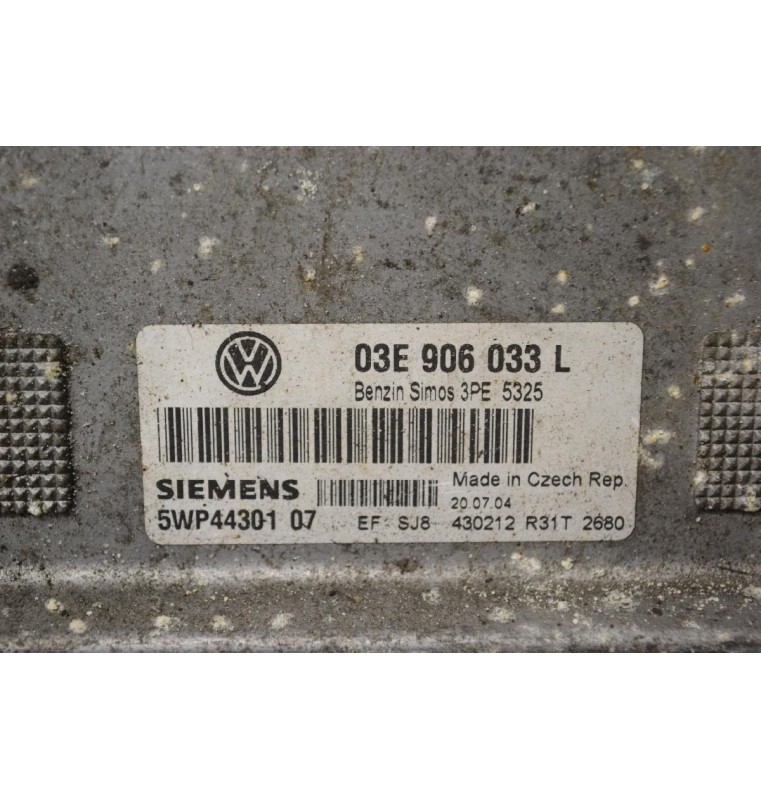 03E 906 033 L
Benzin Simos 3PE 5325
SIEMENS
Made in Czech Rep.
20.07.04
5WP44301 07
EF SJ8 430212 R31T 2680